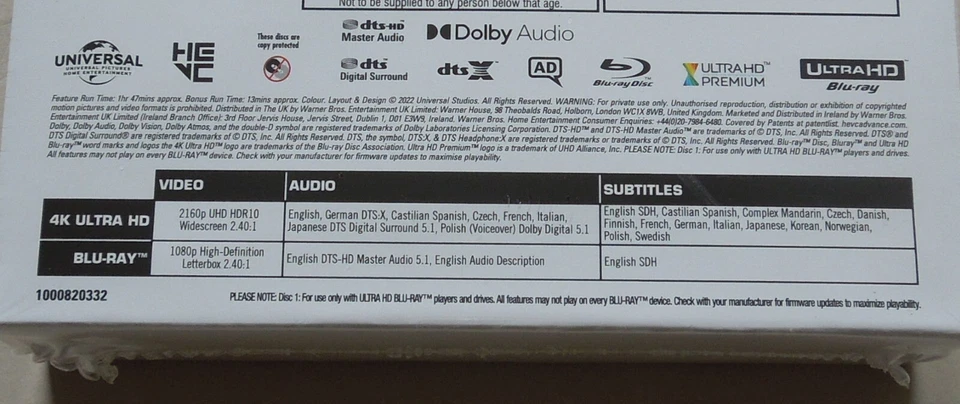 Not to be supplied to any person below that age.
UNIVERSAL
UNIVERSAL PICTURES
HOME ENTERTAINMENT
HEVC
These discs are
copy protected
dts-HD
Master Audio
dts
Digital Surround
Dolby Audio
dts X™
AD
Blu-ray Disc™
ULTRA HD™
PREMIUM
ULTRA HD™
Blu-ray
Feature Run Time: 1hr 47mins approx. Bonus Run Time: 13mins approx. Colour. Layout & Design © 2022 Universal Studios. All Rights Reserved. WARNING: For private use only. Unauthorised reproduction, distribution or exhibition of copyrighted
motion pictures and video formats is prohibited. Distributed in The UK by Warner Bros. Entertainment UK Limited: Warner House, 98 Theobalds Road, Holborn, London WC1X 8WB, United Kingdom. Marketed and Distributed in Ireland by Warner Bros.
Entertainment UK Limited (Ireland Branch Office): 3rd Floor Jervis House, Jervis Street, Dublin 1, D01 E3W9, Ireland. Warner Bros. Home Entertainment Consumer Enquiries: +44(0)20-7984-6480. Covered by Patents at patentlist. hevcadvance.com.
Dolby, Dolby Audio, Dolby Vision, Dolby Atmos, and the double-D symbol are registered trademarks of Dolby Laboratories Licensing Corporation. DTS-HD™ and DTS-HD Master Audio™ are trademarks of © DTS, Inc. All Rights Reserved. DTS® and
DTS Digital Surround® are registered trademarks of © DTS, Inc. All Rights Reserved. DTS, the symbol, DTS:X, & DTS Headphone:X are registered trademarks or trademarks of © DTS, Inc. All Rights Reserved. Blu-ray™ Disc, Bluray™ and Ultra HD
Blu-ray™ word marks and logos the 4K Ultra HD™ logo are trademarks of the Blu-ray Disc Association. Ultra HD Premium™ logo is a trademark of UHD Alliance, Inc. PLEASE NOTE: Disc 1: For use only with ULTRA HD BLU-RAY™ players and drives.
All features may not play on every BLU-RAY™ device. Check with your manufacturer for firmware updates to maximise playability.
VIDEO AUDIO SUBTITLES
4K ULTRA HD
2160p UHD HDR10
Widescreen 2.40:1
English, German DTS:X, Castilian Spanish, Czech, French, Italian,
Japanese DTS Digital Surround 5.1, Polish (Voiceover) Dolby Digital 5.1
English SDH, Castilian Spanish, Complex Mandarin, Czech, Danish,
Finnish, French, German, Italian, Japanese, Korean, Norwegian,
Polish, Swedish
BLU-RAY™
1080p High-Definition
Letterbox 2.40:1
English DTS-HD Master Audio 5.1, English Audio Description
English SDH
1000820332
PLEASE NOTE: Disc 1: For use only with ULTRA HD BLU-RAY™ players and drives. All features may not play on every BLU-RAY™ device. Check with your manufacturer for firmware updates to maximize playability.